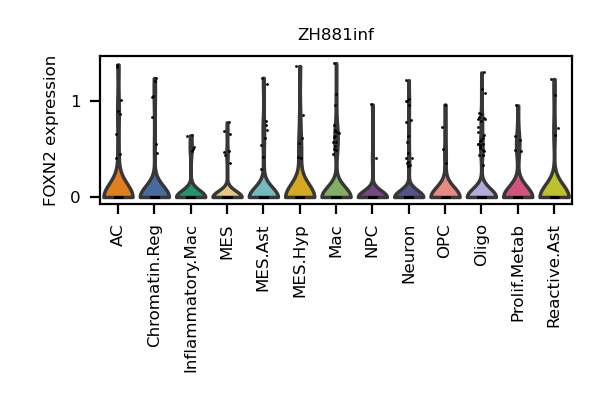 ZH881inf
FOXN2 expression
1
0
AC
Chromatin.Reg
Inflammatory.Mac
MES
MES.Ast
MES.Hyp
Mac
NPC
Neuron
OPC
Oligo
Prolif.Metab
Reactive.Ast